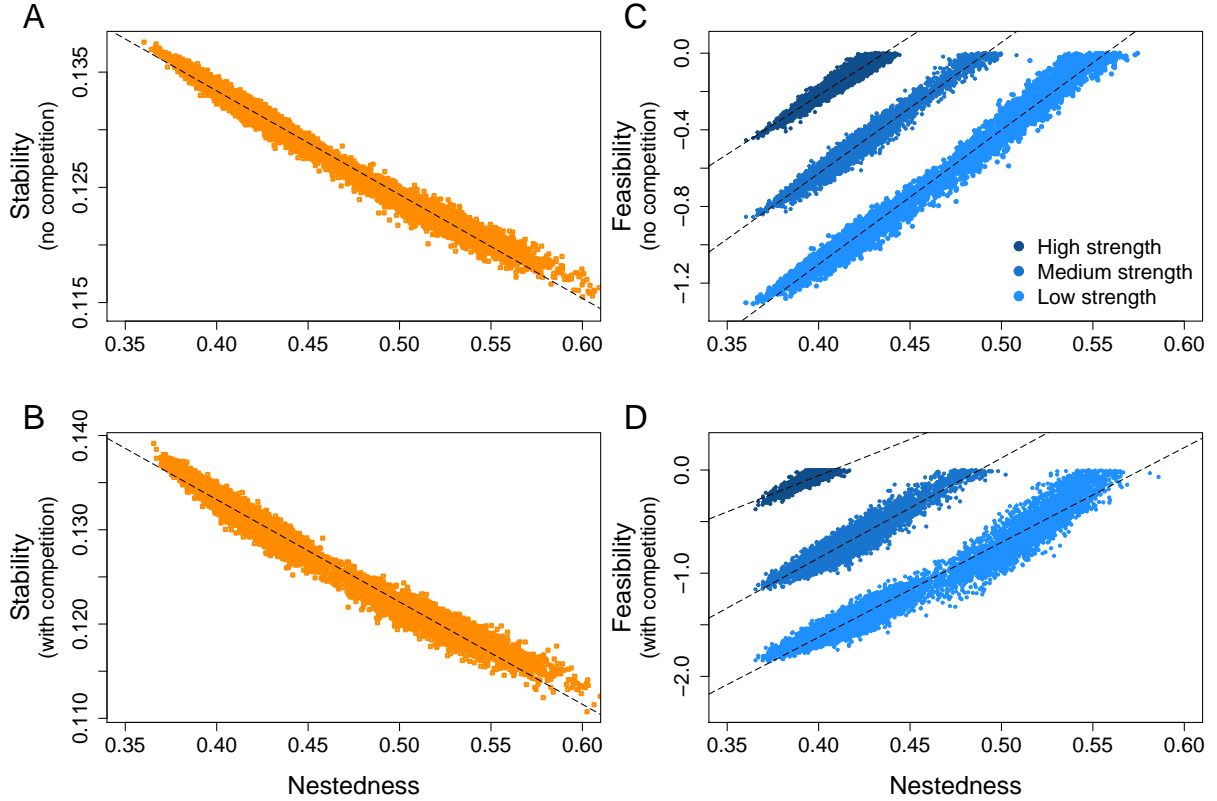 A
Stability
(no competition)
0.135
0.125
0.115
0.35 0.40 0.45 0.50 0.55 0.60
C
Feasibility
(no competition)
0.0
−0.4
−0.8
−1.2
High strength
Medium strength
Low strength
0.35 0.40 0.45 0.50 0.55 0.60
B
Stability
(with competition)
0.140
0.130
0.120
0.110
0.35 0.40 0.45 0.50 0.55 0.60
Nestedness
D
Feasibility
(with competition)
0.0
−1.0
−2.0
0.35 0.40 0.45 0.50 0.55 0.60
Nestedness